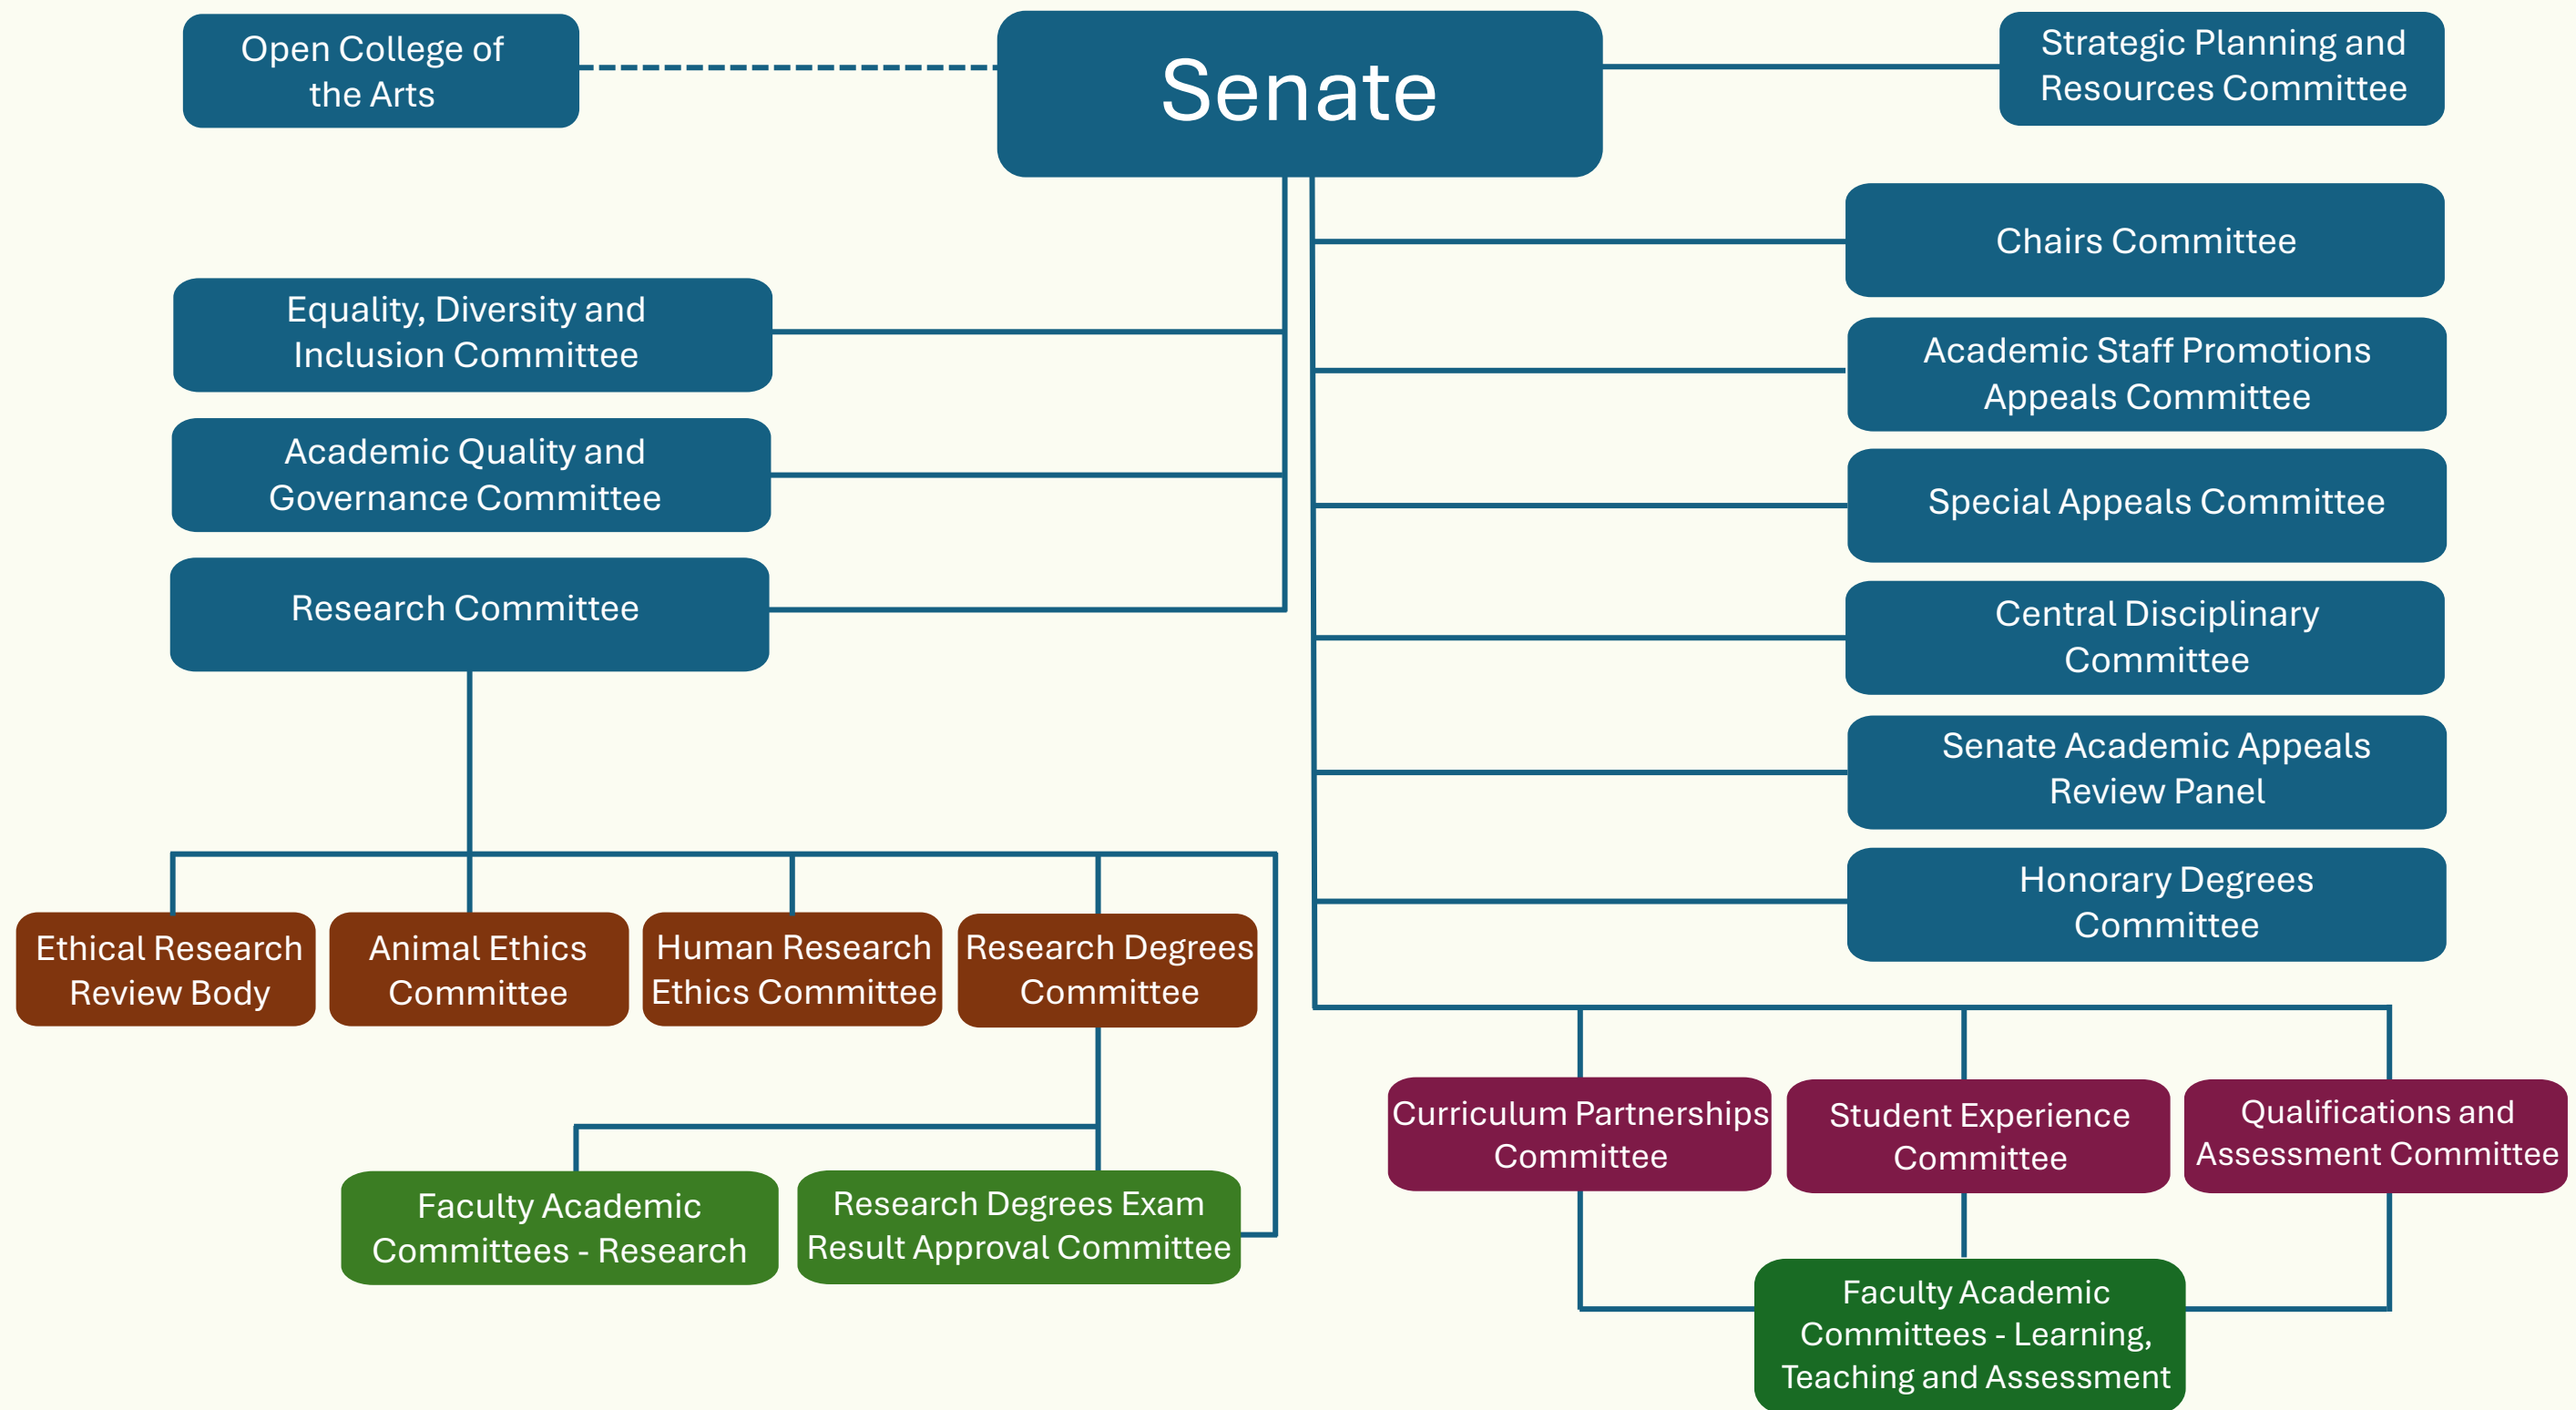 Open College of
the Arts
Senate
Strategic Planning and
Resources Committee
Chairs Committee
Equality, Diversity and
Inclusion Committee
Academic Staff Promotions
Appeals Committee
Academic Quality and
Governance Committee
Special Appeals Committee
Research Committee
Central Disciplinary
Committee
Senate Academic Appeals
Review Panel
Honorary Degrees
Committee
Ethical Research
Review Body
Animal Ethics
Committee
Human Research
Ethics Committee
Research Degrees
Committee
Curriculum Partnerships
Committee
Student Experience
Committee
Qualifications and
Assessment Committee
Faculty Academic
Committees - Research
Research Degrees Exam
Result Approval Committee
Faculty Academic
Committees - Learning,
Teaching and Assessment